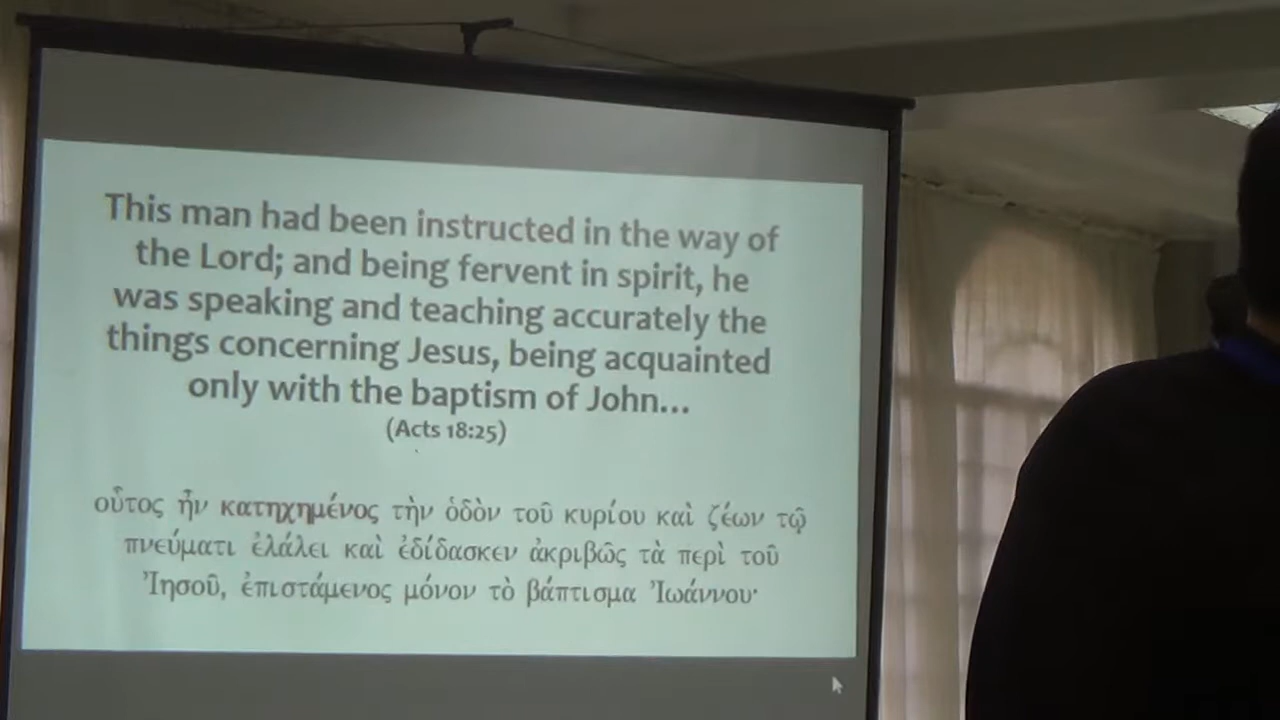 This man had been instructed in the way of
the Lord; and being fervent in spirit, he
was speaking and teaching accurately the
things concerning Jesus, being acquainted
only with the baptism of John...
(Acts 18:25)
οὗτος ἦν κατηχημένος τὴν ὁδὸν τοῦ κυρίου καὶ ζέων τῷ
πνεύματι ἐλάλει καὶ ἐδίδασκεν ἀκριβῶς τὰ περὶ τοῦ
Ἰησοῦ, ἐπιστάμενος μόνον τὸ βάπτισμα Ἰωάννου·